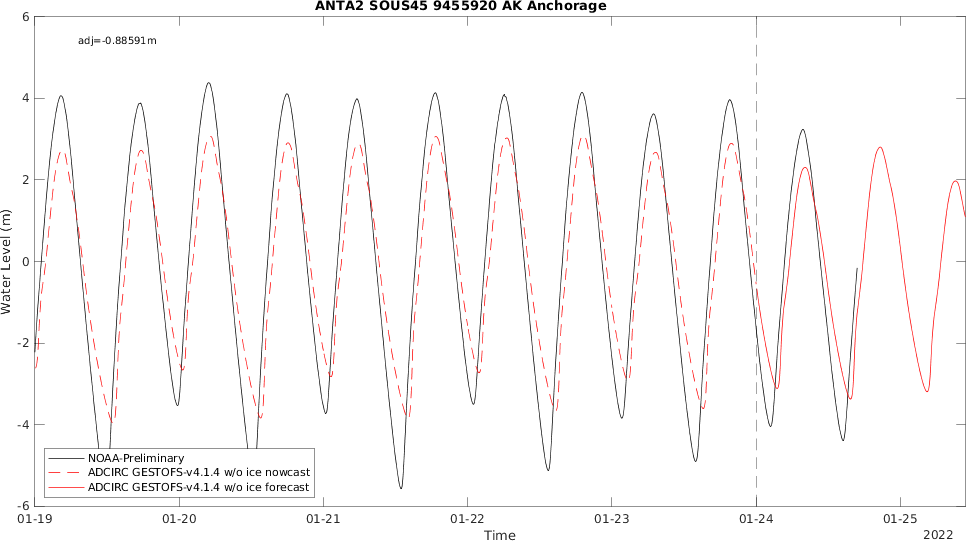 ANTA2 SOUS45 9455920 AK Anchorage
adj=-0.88591m
6
4
2
0
-2
-4
-6
Water Level (m)
NOAA-Preliminary
ADCIRC GESTOFS-v4.1.4 w/o ice nowcast
ADCIRC GESTOFS-v4.1.4 w/o ice forecast
01-19 01-20 01-21 01-22 01-23 01-24 01-25
Time
2022